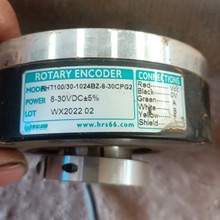 ROTARY ENCODER
CONNECTIONS
MODEL HT100/30-1024BZ-8-30CPG2
POWER 8-30VDC±5%
LOT WX2022.02
Red Vcc
Black 0V
Green A
White
Yellow
Shield
www.hrs66.com